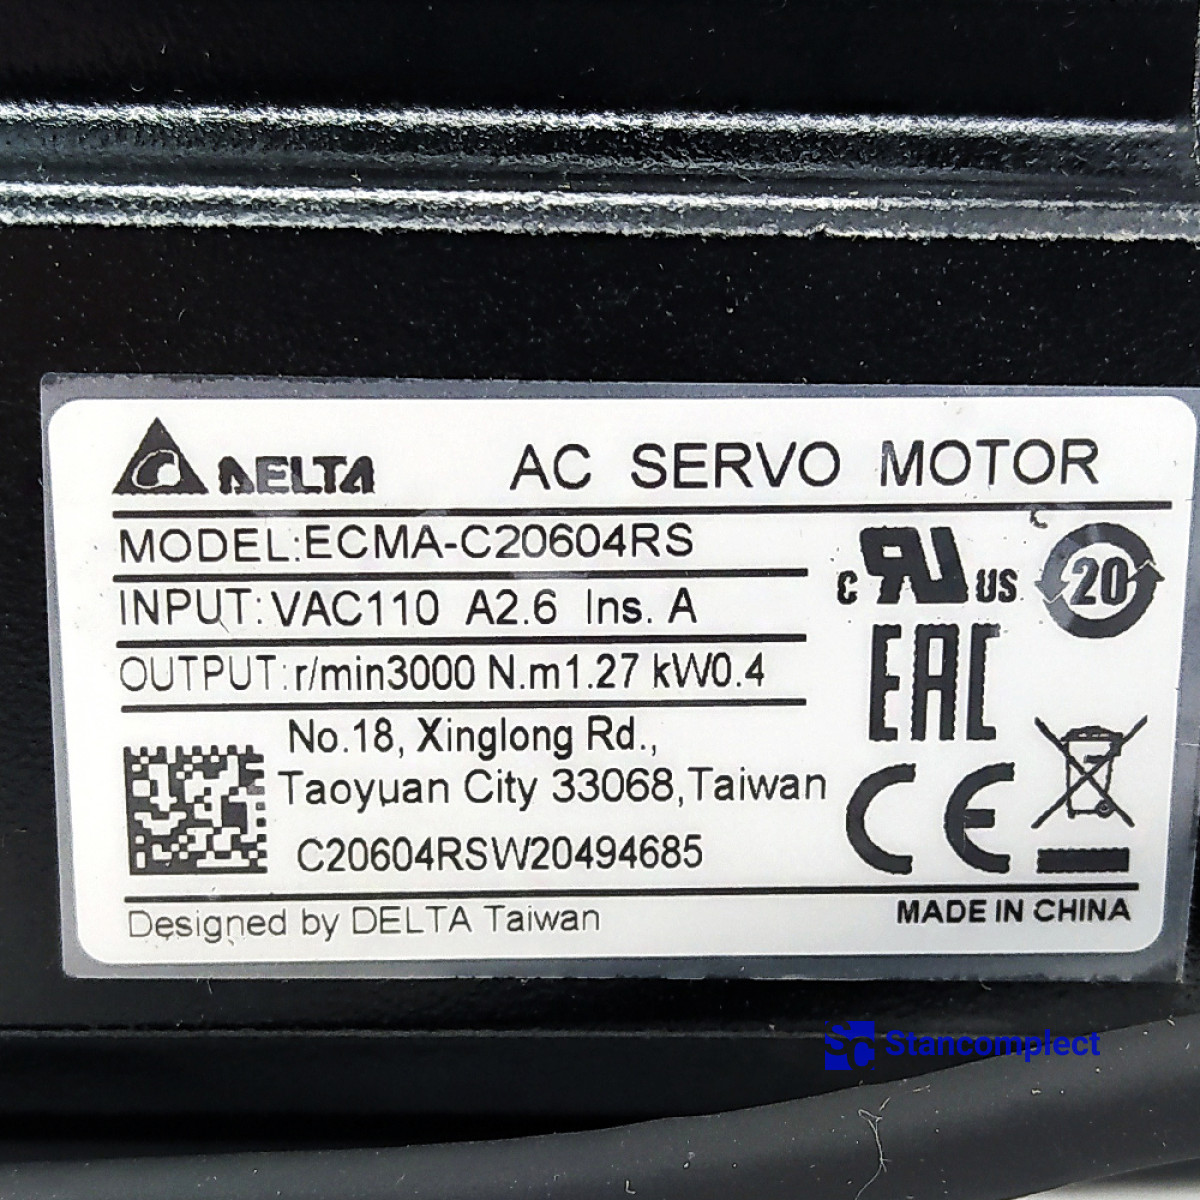 DELTA AC SERVO MOTOR
MODEL:ECMA-C20604RS
INPUT:VAC110 A2.6 Ins. A
OUTPUT:r/min3000 N.m1.27 kW0.4
c RU US 20
EAC
No.18, Xinglong Rd.,
Taoyuan City 33068,Taiwan
C20604RSW20494685
CE
Designed by DELTA Taiwan MADE IN CHINA
SC Stancomplect